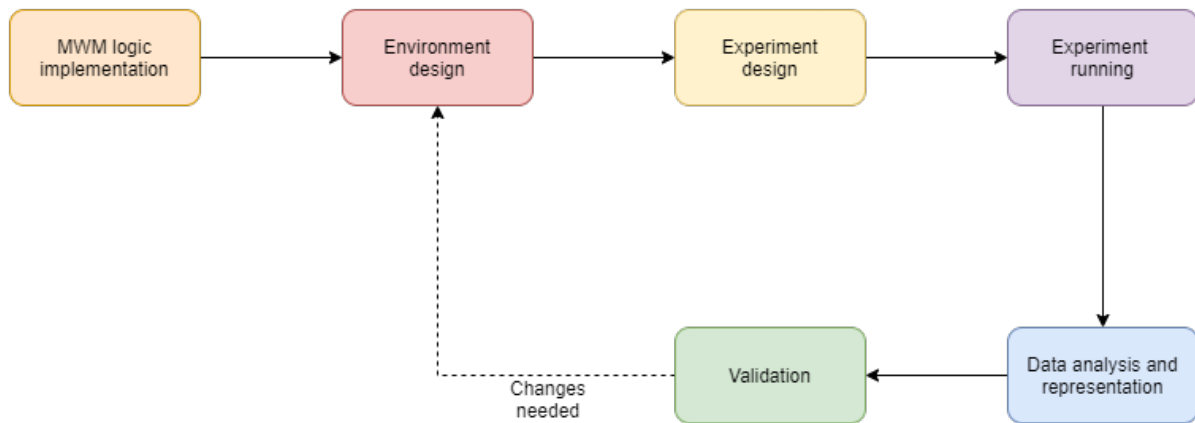 MWM logic
implementation
Environment
design
Experiment
design
Experiment
running
Data analysis and
representation
Validation
Changes
needed